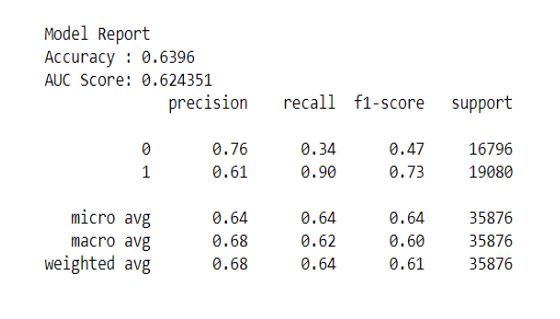 Model Report
Accuracy : 0.6396
AUC Score: 0.624351
precision recall f1-score support
0 0.76 0.34 0.47 16796
1 0.61 0.90 0.73 19080
micro avg 0.64 0.64 0.64 35876
macro avg 0.68 0.62 0.60 35876
weighted avg 0.68 0.64 0.61 35876